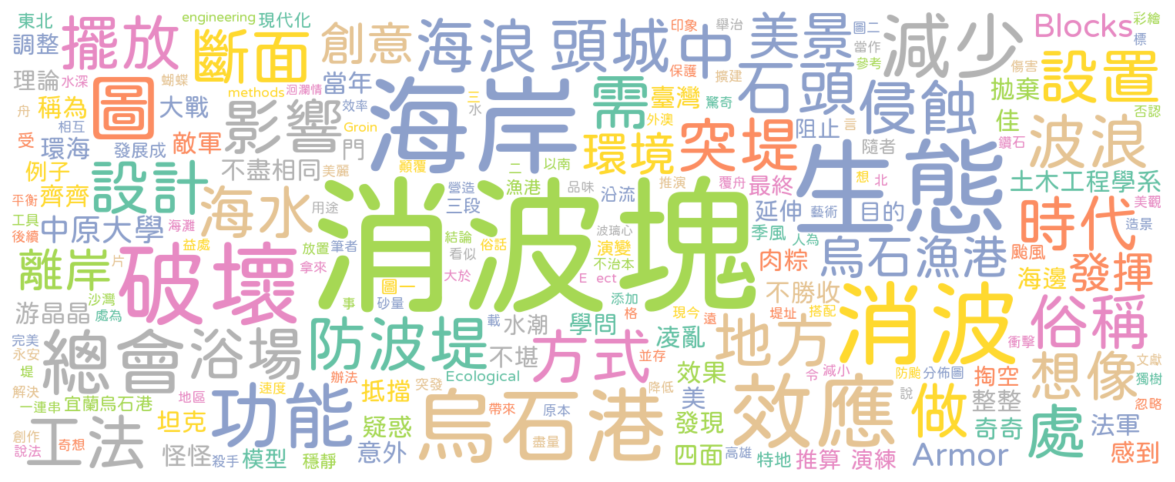 東北
擺放
engineering
現代化
斷面
創意
海浪
頭城
中
美景
圖二
減少
Blocks
彩繪
標
調整
印象
舉治
當作
參考
理論
水深
蝴蝶
當年
保護
擴建
石頭
傷害
設置
methods
洄瀾情
三
水
需
臺灣
驚奇
侵蝕
拋棄
否認
舟
稱為
大戰
圖
影響
效率
海岸
外澳
言
佳
鑽石
受
相互
敵軍
Groin
環境
突堤
阻止
隨者
波浪
環海
發展成
門
顛覆
二
以南
生態
例子
不盡相同
美麗
營造
漁港
品味
沿流
推演
覆舟
最終
想
北
土木工程學系
平衡
齊齊
設計
三段
延伸
藝術
目的
時代
美觀
工具
後續
中原大學
海灘
海水
用途
消波塊
波璃心
季風
人為
造景
益處
放置
筆者
結論
俗話
演變
烏石漁港
颱風
離岸
片
破壞
拿來
看似
不治本
肉粽
海邊
發揮
沙灣
處為
大於
圖一
E
ect
不勝收
游晶晶
事
砂量
添加
現今
堤址
搭配
消波
俗稱
完美
總會
浴場
防波堤
載
水潮
格
學問
遠
地方
衝擊
永安
堤
不堪
方式
並存
凌亂
令
減小
防颱
分佈圖
想像
文獻
解決
地區
辦法
突發
Ecological
降低
效果
說
掏空
獨樹
一連串
宜蘭烏石港
速度
功能
抵擋
烏石港
美
效應
做
整整
處
忽略
工法
坦克
帶來
原本
發現
奇奇
法軍
創作
疑惑
說法
奇想
怪怪
殺手
模型
穩靜
意外
盡量
四面
高雄
特地
推算
演練
Armor
感到